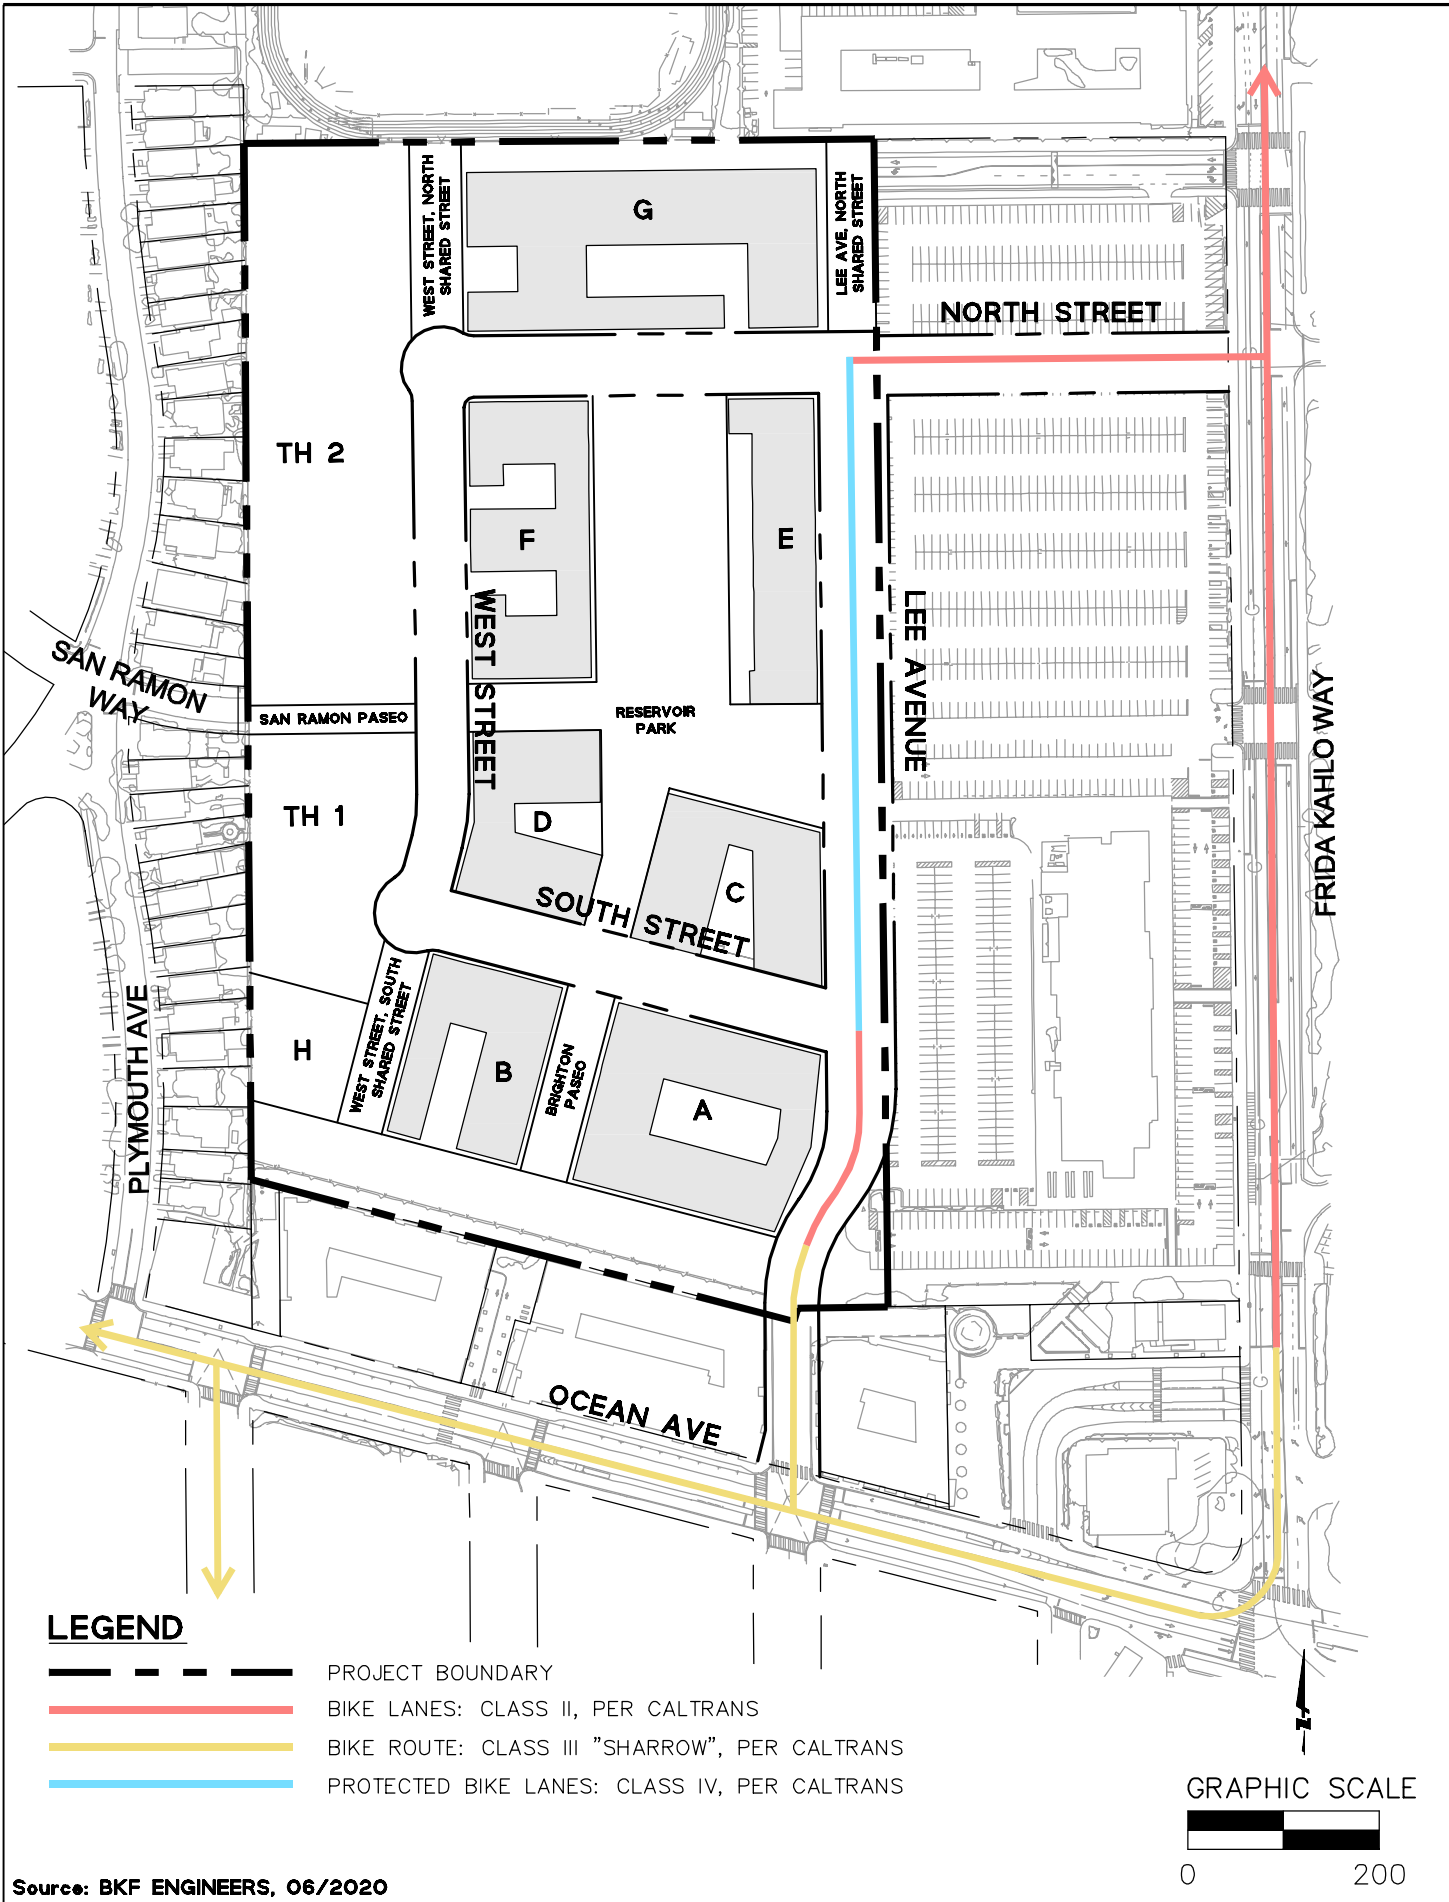 WEST STREET, NORTH
SHARED STREET
G
LEE AVE, NORTH
SHARED STREET
NORTH STREET
TH 2
F
E
WEST STREET
LEE AVENUE
SAN RAMON
WAY
SAN RAMON PASEO
RESERVOIR
PARK
FRIDA KAHLO WAY
TH 1
D
C
SOUTH STREET
PLYMOUTH AVE
H
WEST STREET, SOUTH
SHARED STREET
B
BRIGHTON
PASEO
A
OCEAN AVE
LEGEND
PROJECT BOUNDARY
BIKE LANES: CLASS II, PER CALTRANS
BIKE ROUTE: CLASS III "SHARROW", PER CALTRANS
PROTECTED BIKE LANES: CLASS IV, PER CALTRANS
N
GRAPHIC SCALE
0 200
Source: BKF ENGINEERS, 06/2020